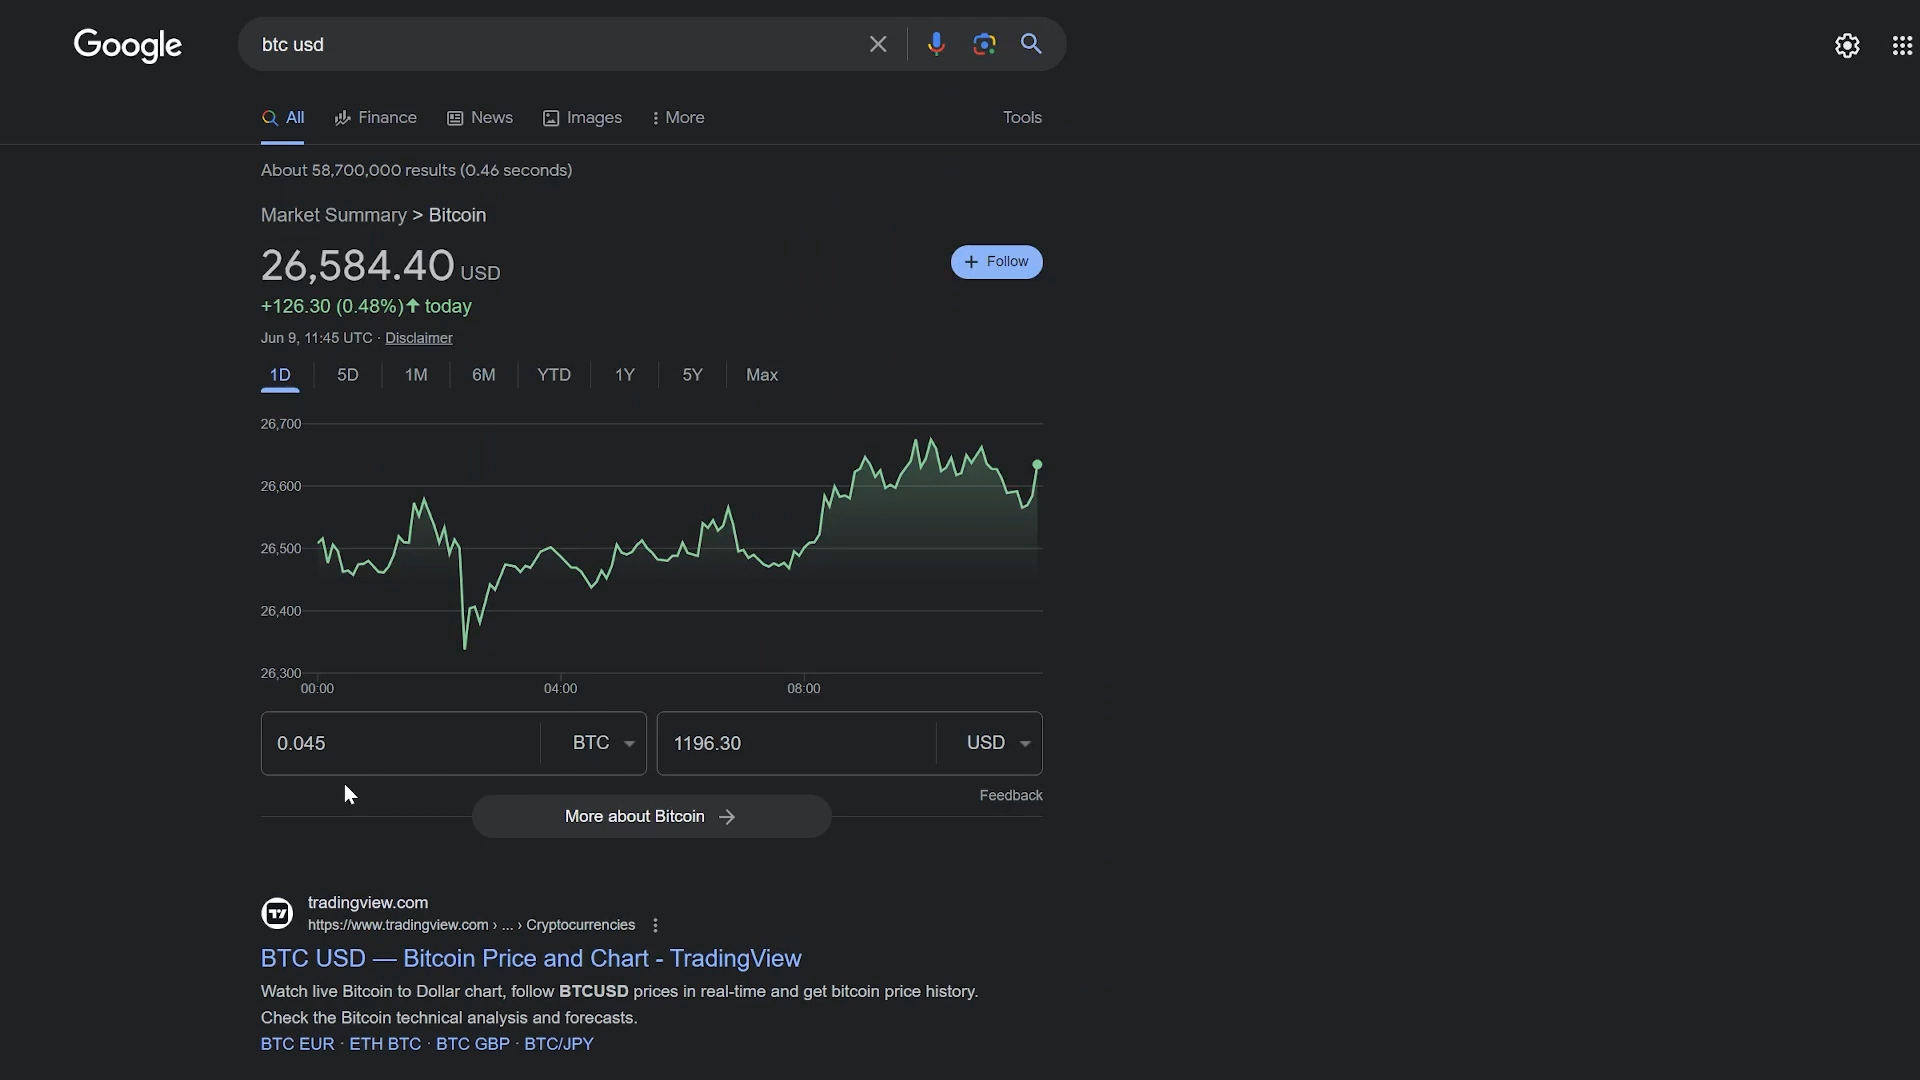 Google
btc usd
All Finance News Images More Tools
About 58,700,000 results (0.46 seconds)
Market Summary > Bitcoin
26,584.40 USD
+ Follow
+126.30 (0.48%)↑ today
Jun 9, 11:45 UTC · Disclaimer
1D 5D 1M 6M YTD 1Y 5Y Max
26,700
26,600
26,500
26,400
26,300
00:00 04:00 08:00
0.045 BTC 1196.30 USD
Feedback
More about Bitcoin →
tradingview.com
https://www.tradingview.com › ... › Cryptocurrencies
BTC USD — Bitcoin Price and Chart - TradingView
Watch live Bitcoin to Dollar chart, follow BTCUSD prices in real-time and get bitcoin price history.
Check the Bitcoin technical analysis and forecasts.
BTC EUR · ETH BTC · BTC GBP · BTC/JPY